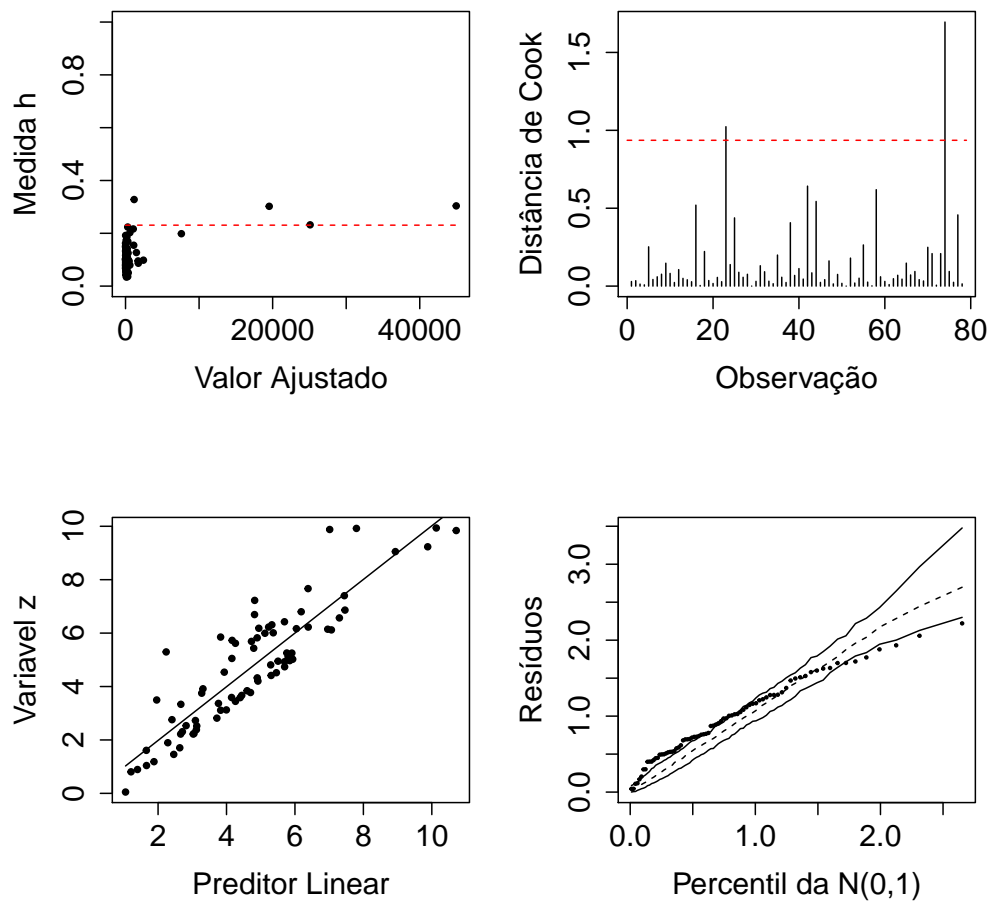 Medida h
0.0 0.4 0.8
0 20000 40000
Valor Ajustado
Distância de Cook
0.0 0.5 1.0 1.5
0 20 40 60 80
Observação
Variavel z
0 2 4 6 8 10
2 4 6 8 10
Preditor Linear
Resíduos
0.0 1.0 2.0 3.0
0.0 1.0 2.0
Percentil da N(0,1)